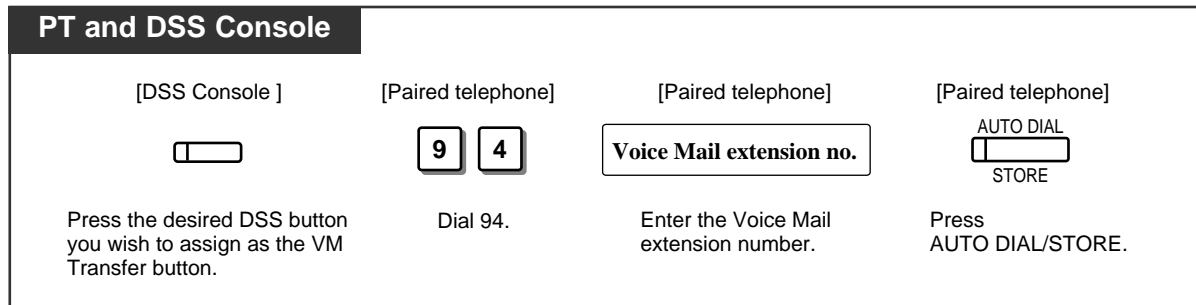 PT and DSS Console
[DSS Console ]
[Paired telephone]
[Paired telephone]
[Paired telephone]
9 4
Voice Mail extension no.
AUTO DIAL
STORE
Press the desired DSS button
you wish to assign as the VM
Transfer button.
Dial 94.
Enter the Voice Mail
extension number.
Press
AUTO DIAL/STORE.